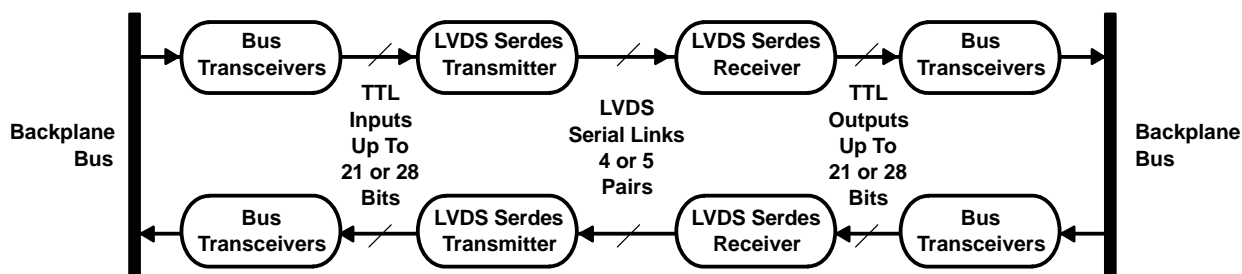 Bus
Transceivers
LVDS Serdes
Transmitter
LVDS Serdes
Receiver
Bus
Transceivers
Backplane
Bus
TTL
Inputs
Up To
21 or 28
Bits
LVDS
Serial Links
4 or 5
Pairs
TTL
Outputs
Up To
21 or 28
Bits
Backplane
Bus
Bus
Transceivers
LVDS Serdes
Transmitter
LVDS Serdes
Receiver
Bus
Transceivers